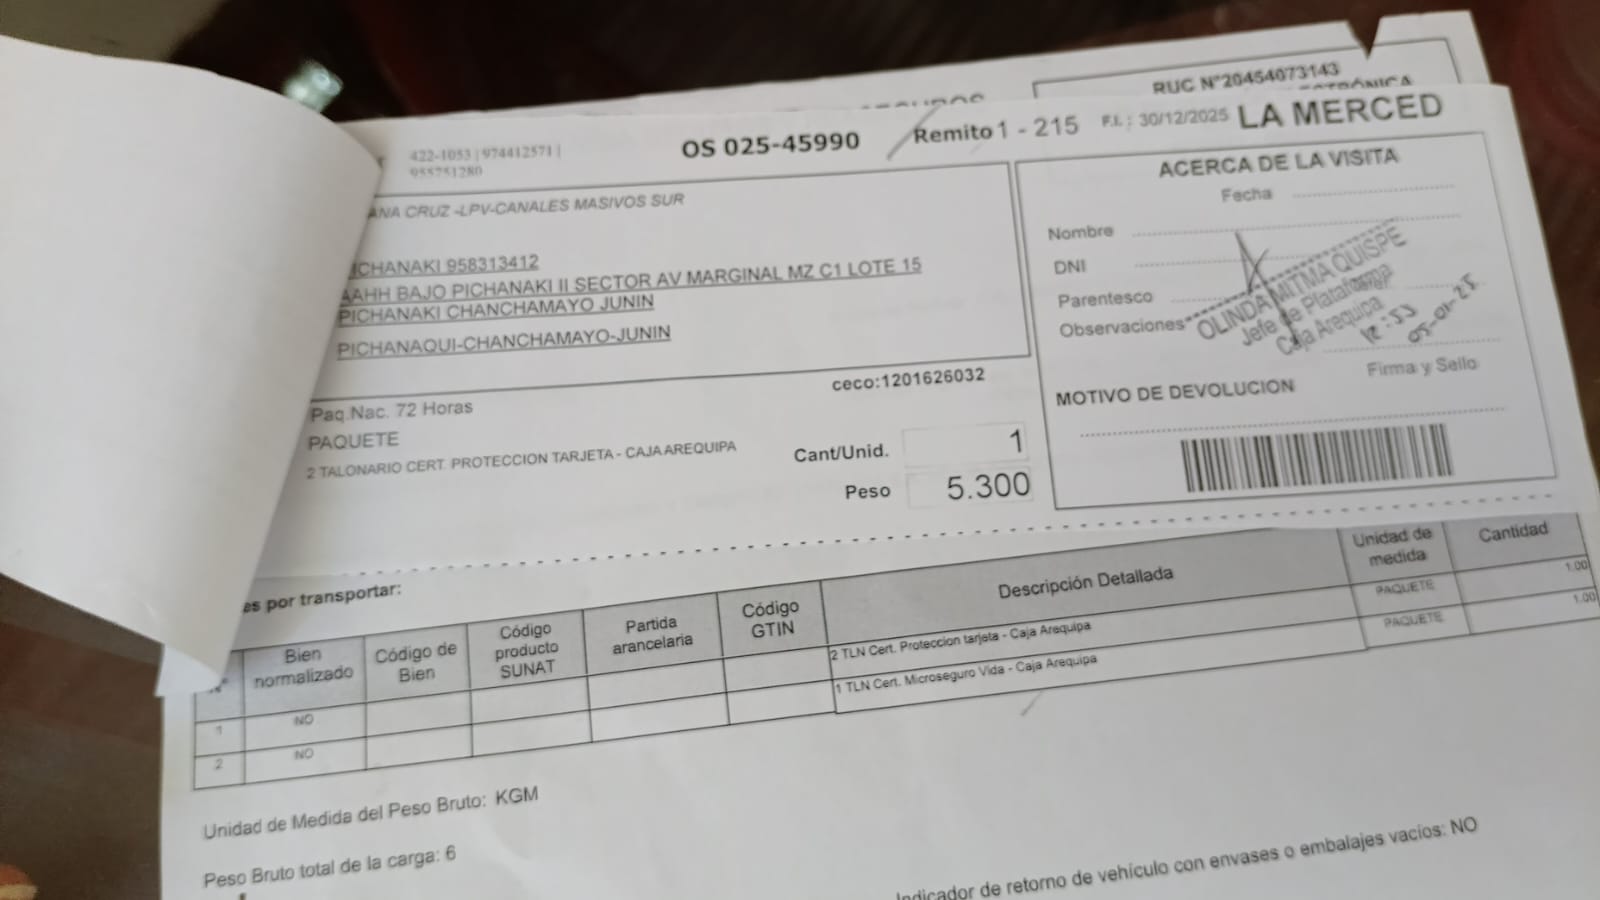 RUC N°20454073143
422-1053 | 974412571 |
955751280
OS 025-45990
Remito 1 - 215
F.I.: 30/12/2025
LA MERCED
ANA CRUZ -LPV-CANALES MASIVOS SUR
ICHANAKI 958313412
AAHH BAJO PICHANAKI II SECTOR AV MARGINAL MZ C1 LOTE 15
PICHANAKI CHANCHAMAYO JUNIN
PICHANAQUI-CHANCHAMAYO-JUNIN
ceco:1201626032
Paq.Nac. 72 Horas
PAQUETE
2 TALONARIO CERT. PROTECCION TARJETA - CAJA AREQUIPA
Cant/Unid. 1
Peso 5.300
ACERCA DE LA VISITA
Fecha
Nombre
DNI
Parentesco
Observaciones
OLINDA MITMA QUISPE
Jefe de Plataforma
Caja Arequipa
12:53
05-01-25
Firma y Sello
MOTIVO DE DEVOLUCION
es por transportar:
N° Bien normalizado Código de Bien Código producto SUNAT Partida arancelaria Código GTIN Descripción Detallada Unidad de medida Cantidad
1 NO 2 TLN Cert. Proteccion tarjeta - Caja Arequipa PAQUETE 1.00
2 NO 1 TLN Cert. Microseguro Vida - Caja Arequipa PAQUETE 1.00
Unidad de Medida del Peso Bruto: KGM
Peso Bruto total de la carga: 6
Indicador de retorno de vehículo con envases o embalajes vacíos: NO